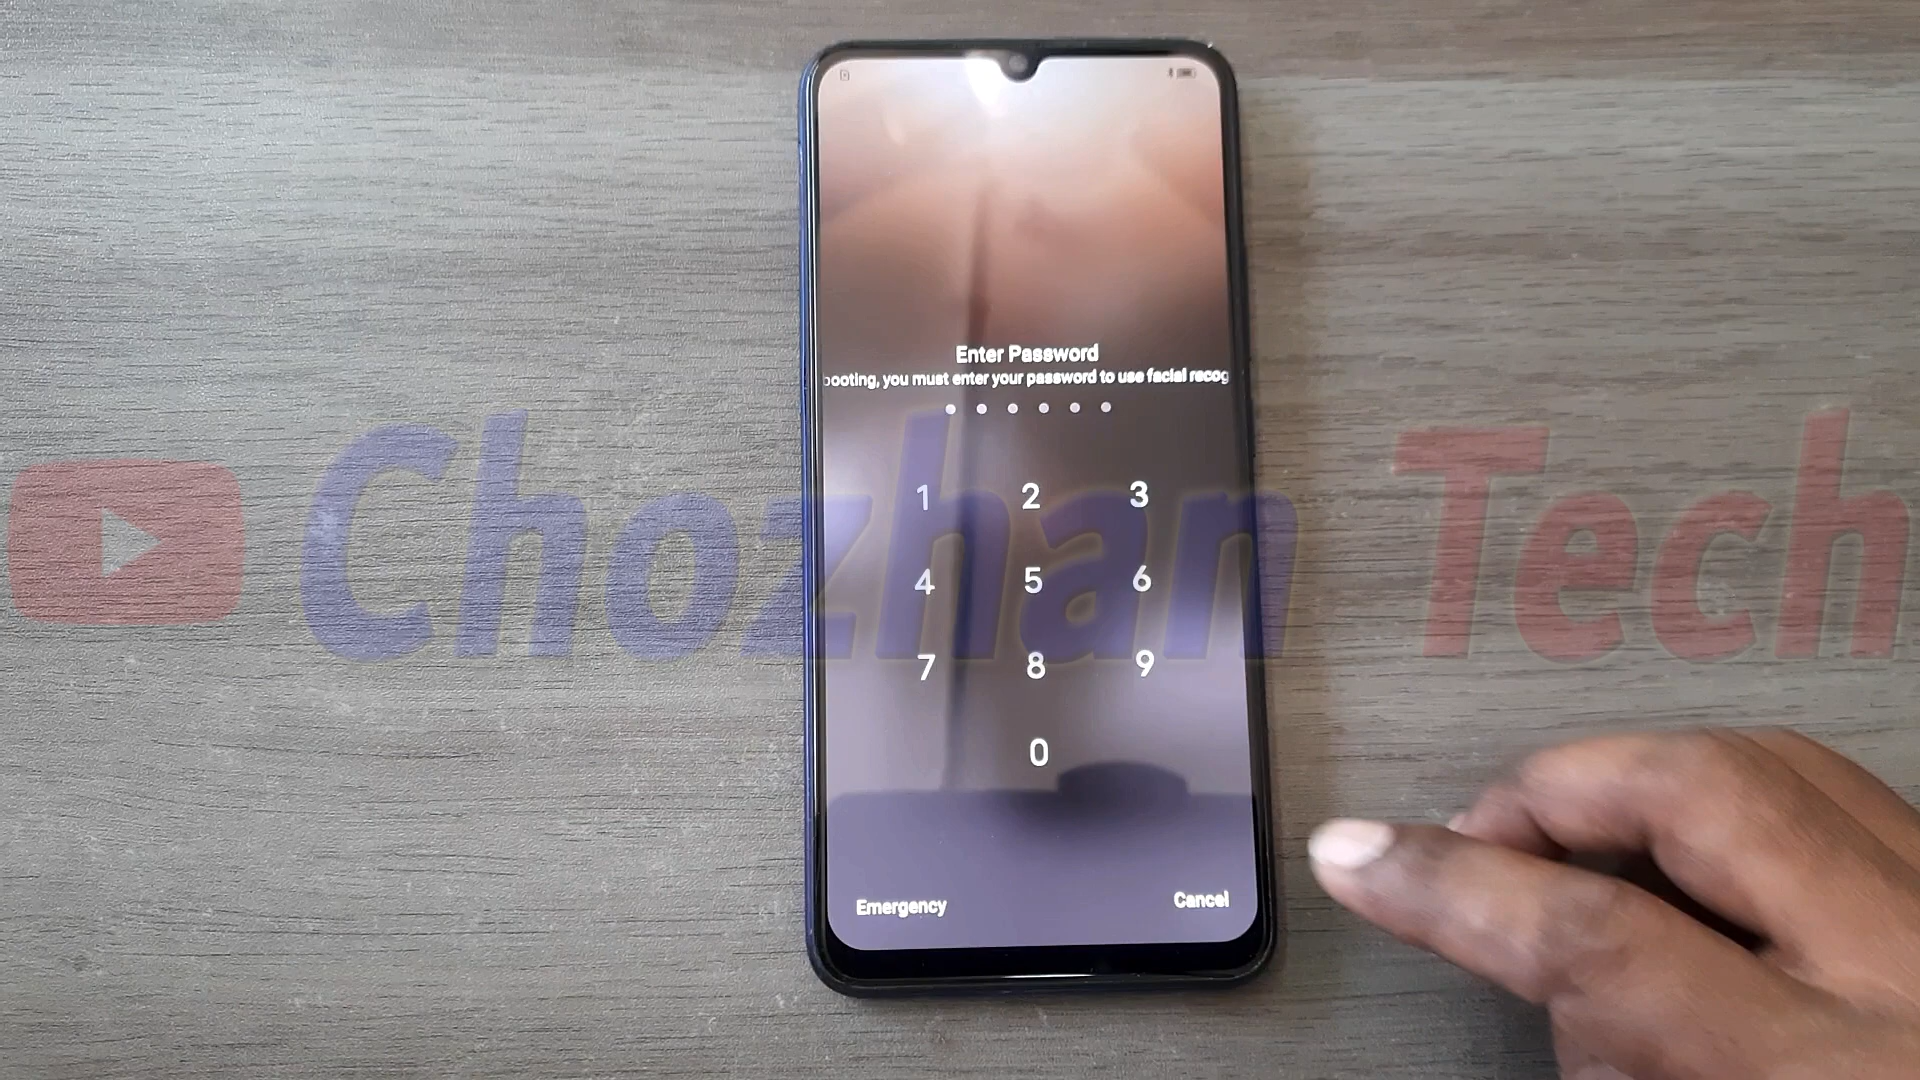 Enter Password
ooting, you must enter your password to use facial recog
1 2 3
4 5 6
7 8 9
0
Emergency Cancel
Chozhan Tech